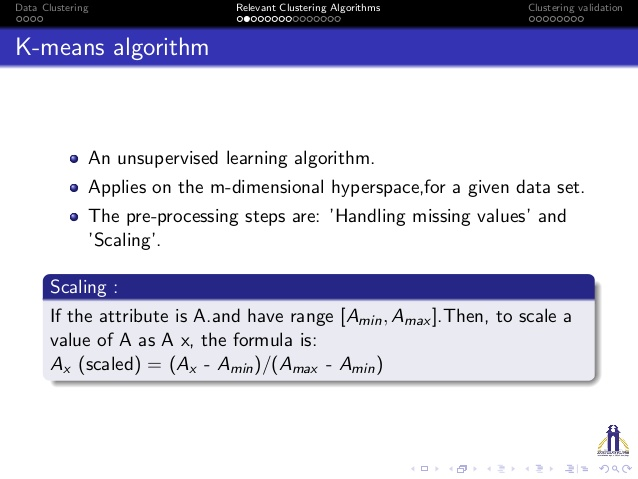 Data Clustering
Relevant Clustering Algorithms
Clustering validation
K-means algorithm
An unsupervised learning algorithm.
Applies on the m-dimensional hyperspace,for a given data set.
The pre-processing steps are: 'Handling missing values' and
'Scaling'.
Scaling :
If the attribute is A.and have range [Amin, Amax].Then, to scale a
value of A as A x, the formula is:
Ax (scaled) = (Ax - Amin)/(Amax - Amin)